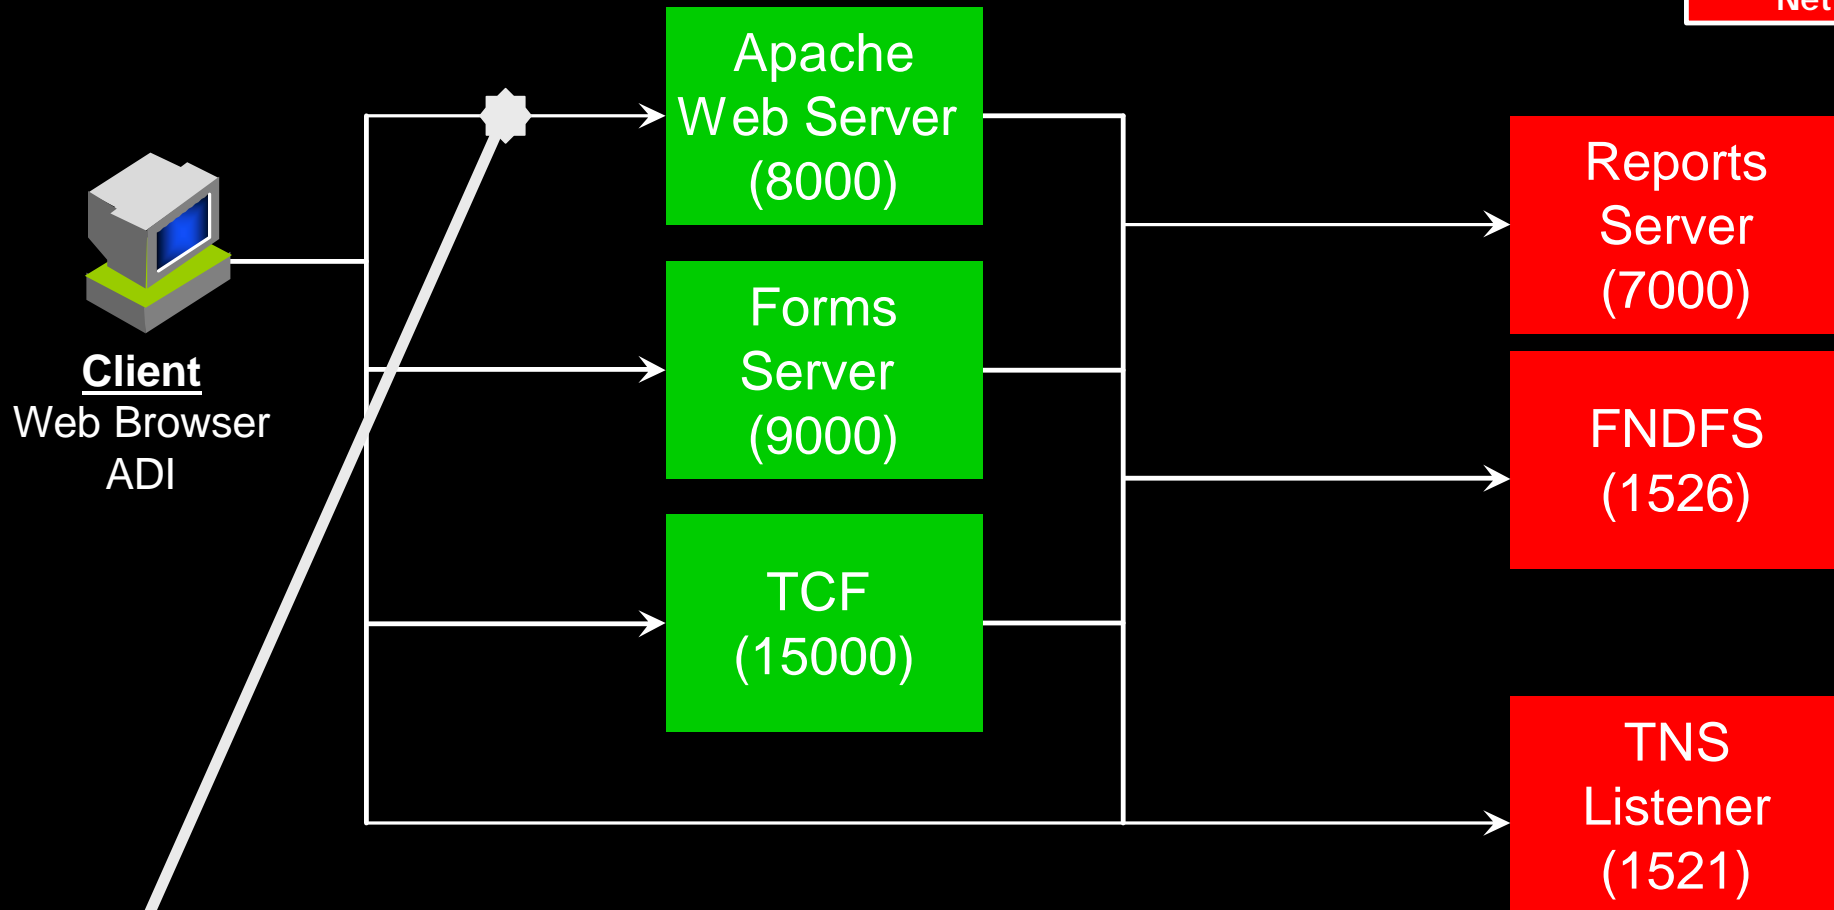 Net
Apache
Web Server
(8000)
Reports
Server
(7000)
Forms
Server
(9000)
Client
Web Browser
ADI
FNDFS
(1526)
TCF
(15000)
TNS
Listener
(1521)